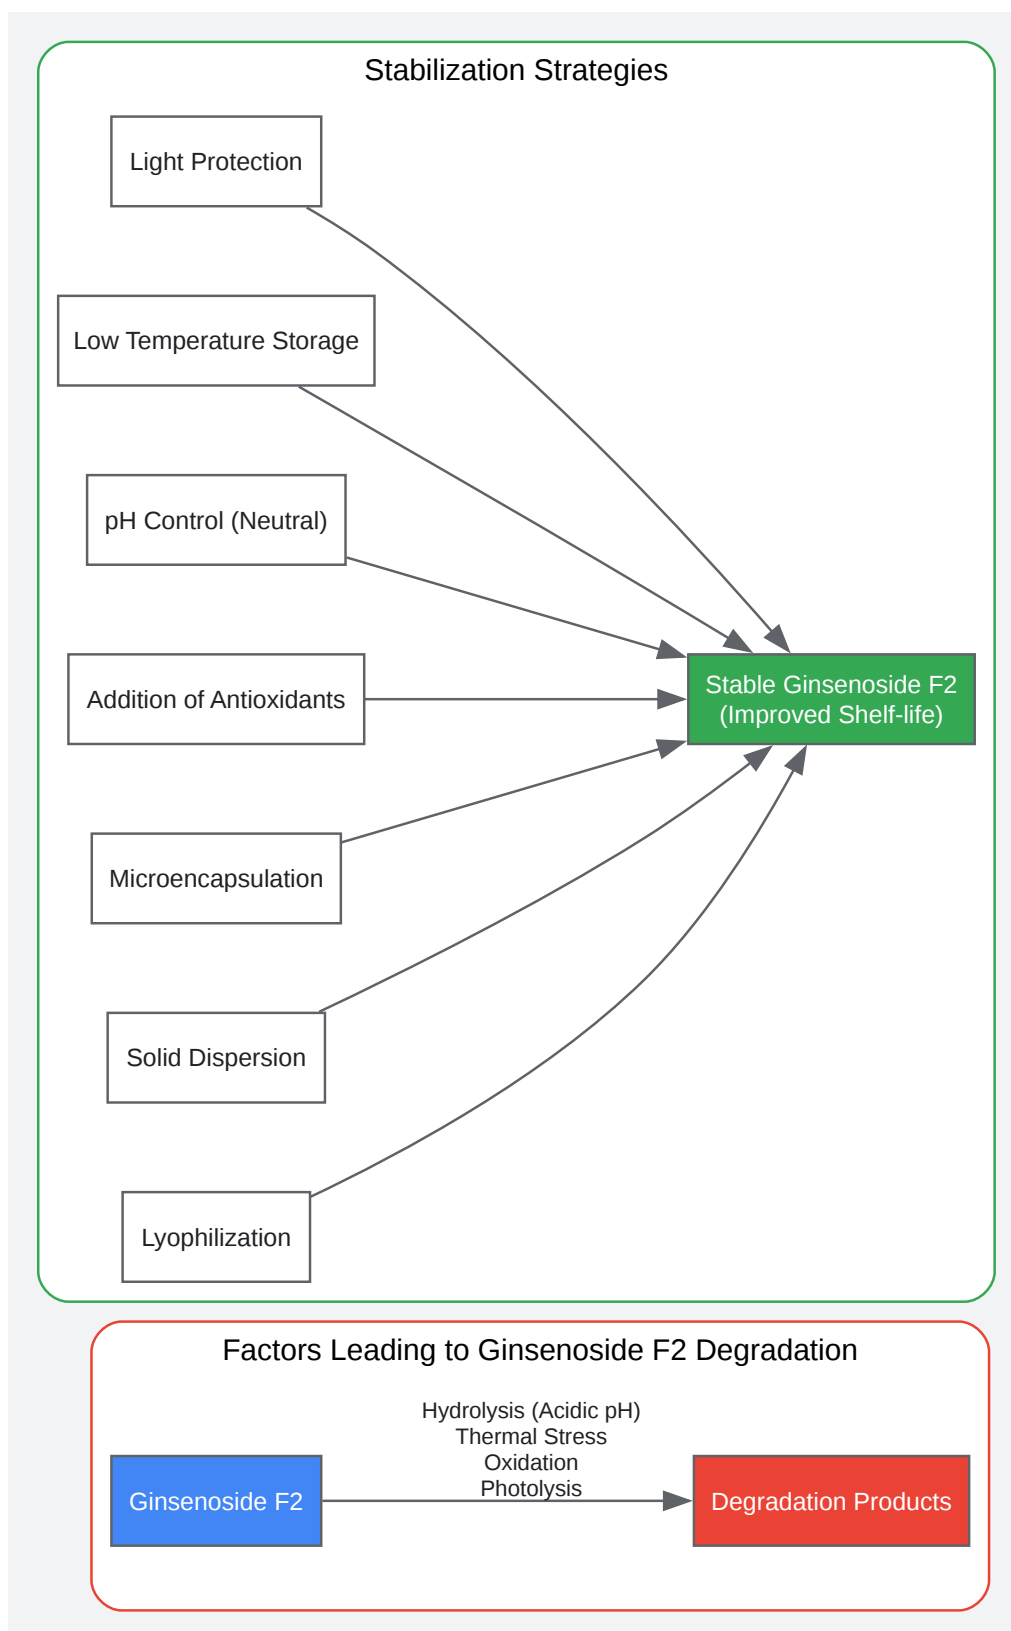 Stabilization Strategies
Light Protection
Low Temperature Storage
pH Control (Neutral)
Addition of Antioxidants
Stable Ginsenoside F2
(Improved Shelf-life)
Microencapsulation
Solid Dispersion
Lyophilization
Factors Leading to Ginsenoside F2 Degradation
Hydrolysis (Acidic pH)
Thermal Stress
Oxidation
Photolysis
Ginsenoside F2
Degradation Products